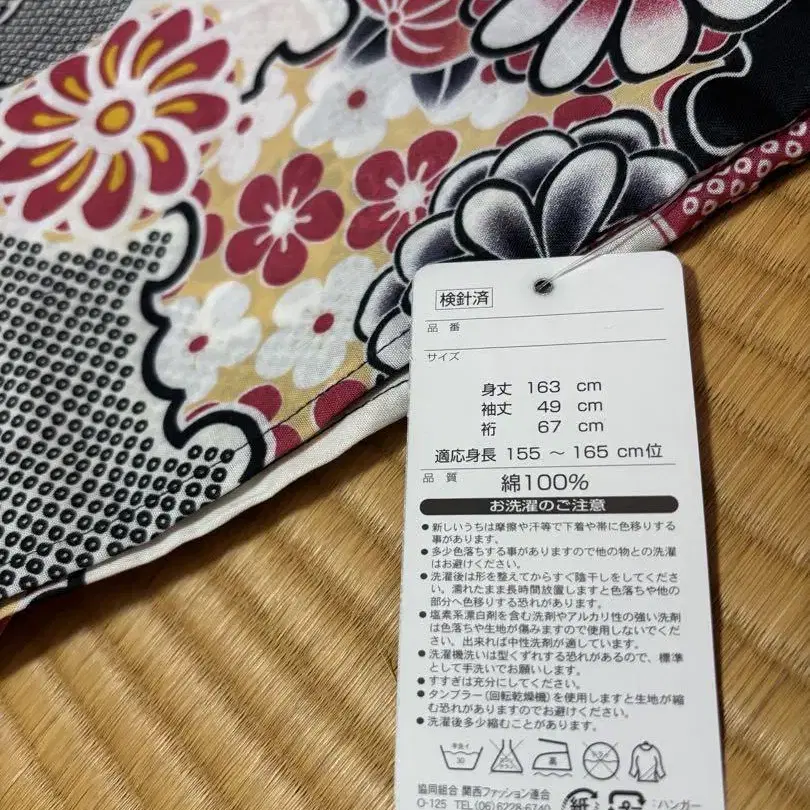 検針済
品番
サイズ
身丈 163 cm
袖丈 49 cm
裄 67 cm
適応身長 155 ～ 165 cm位
品質 綿100%
お洗濯のご注意
●新しいうちは摩擦や汗等で下着や帯に色移りする
事があります。
●多少色落ちする事がありますので他の物との洗濯
はお避けください。
●洗濯後は形を整えてからすぐ陰干しをしてくださ
い。濡れたまま長時間放置しますと色落ちや他の
部分へ色移りする恐れがあります。
●塩素系漂白剤を含む洗剤やアルカリ性の強い洗剤
は色落ちや生地が傷みますので使用しないでくだ
さい。出来れば中性洗剤が適しています。
●洗濯機洗いは型くずれする恐れがあるので、標準
として手洗いでお願いします。
●すすぎは充分にしてください。
●タンブラー(回転乾燥機)を使用しますと生地が縮
む恐れがありますのでお避けください。
●洗濯後多少縮むことがあります。
手洗イ
30
高
協同組合 関西ファッション連合
O-125 TEL(06)6228-6740
紙
ハンガー